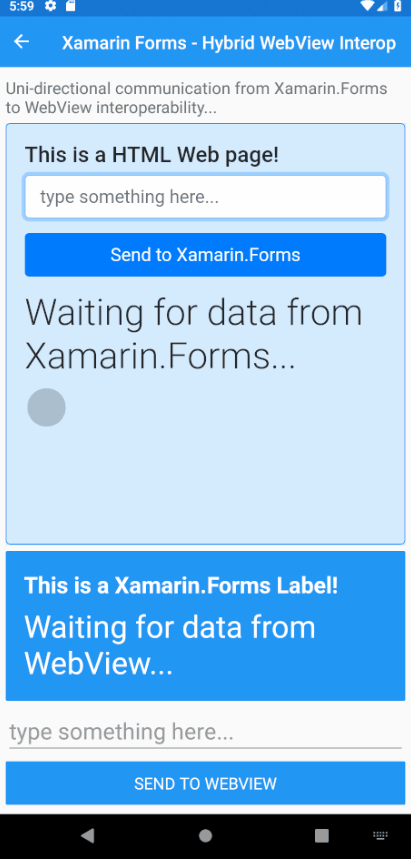 5:59
Xamarin Forms - Hybrid WebView Interop
Uni-directional communication from Xamarin.Forms
to WebView interoperability...
This is a HTML Web page!
type something here...
Send to Xamarin.Forms
Waiting for data from
Xamarin.Forms...
This is a Xamarin.Forms Label!
Waiting for data from
WebView...
type something here...
SEND TO WEBVIEW